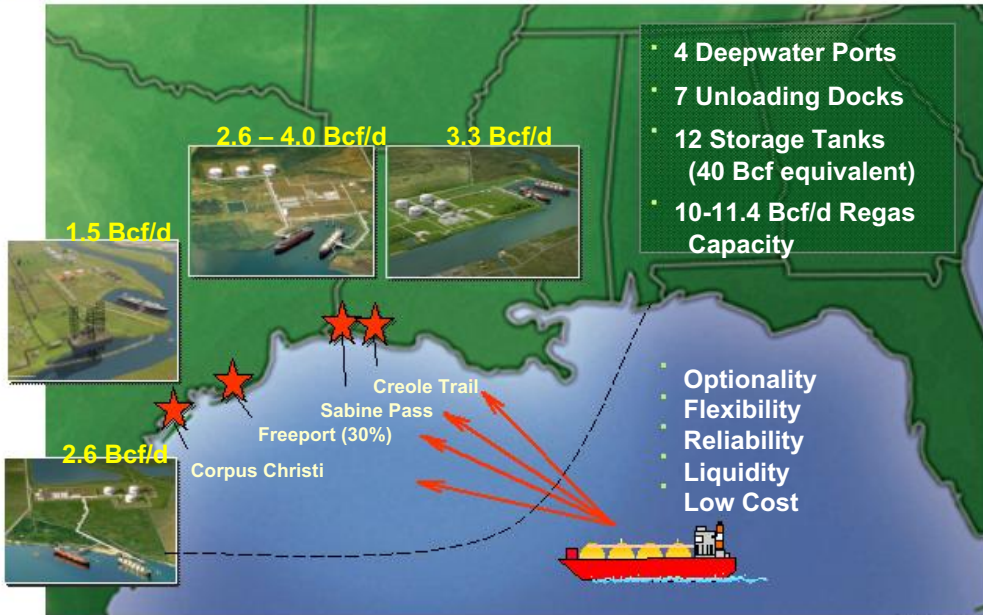 4 Deepwater Ports
7 Unloading Docks
12 Storage Tanks
(40 Bcf equivalent)
10-11.4 Bcf/d Regas
Capacity
2.6 – 4.0 Bcf/d
3.3 Bcf/d
1.5 Bcf/d
2.6 Bcf/d
Creole Trail
Sabine Pass
Freeport (30%)
Corpus Christi
Optionality
Flexibility
Reliability
Liquidity
Low Cost